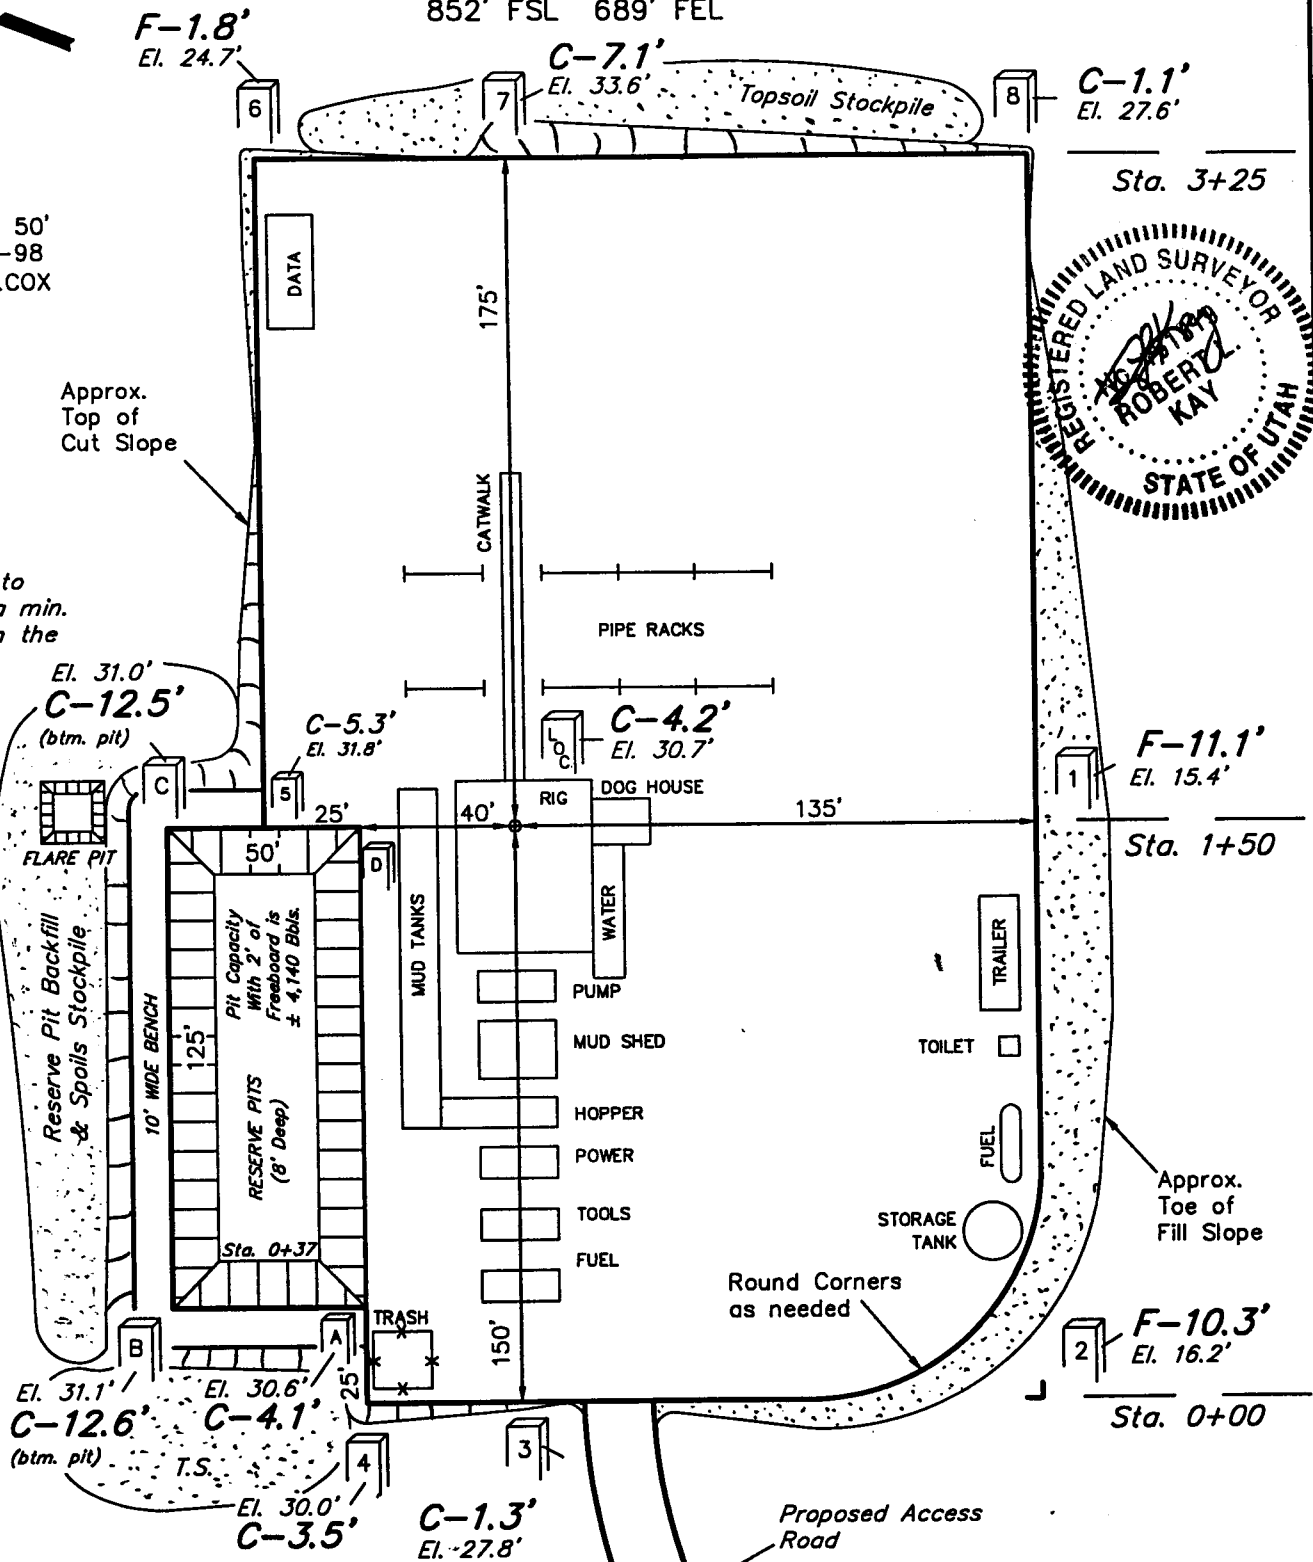 852' FSL 689' FEL
F-1.8'
El. 24.7'
6
C-7.1'
El. 33.6'
7
Topsoil Stockpile
8
C-1.1'
El. 27.6'
Sta. 3+25
50'
-98
COX
DATA
175'
REGISTERED LAND SURVEYOR
ROBERT L.
KAY
STATE OF UTAH
Approx.
Top of
Cut Slope
CATWALK
to
min.
the
PIPE RACKS
El. 31.0'
C-12.5'
(btm. pit)
C
C-5.3'
El. 31.8'
5
LOC.
C-4.2'
El. 30.7'
F-11.1'
El. 15.4'
1
RIG
DOG HOUSE
25'
40'
135'
Sta. 1+50
FLARE PIT
50'
D
Reserve Pit Backfill
& Spoils Stockpile
10' WIDE BENCH
125'
Pit Capacity
With 2' of
Freeboard is
± 4,140 Bbls.
RESERVE PITS
(8' Deep)
Sta. 0+37
MUD TANKS
WATER
TRAILER
PUMP
MUD SHED
TOILET
HOPPER
POWER
FUEL
TOOLS
STORAGE
TANK
FUEL
Approx.
Toe of
Fill Slope
Round Corners
as needed
TRASH
150'
B
A
25'
2
F-10.3'
El. 16.2'
Sta. 0+00
El. 31.1'
C-12.6'
(btm. pit)
El. 30.6'
C-4.1'
T.S.
4
El. 30.0'
C-3.5'
3
C-1.3'
El. 27.8'
Proposed Access
Road